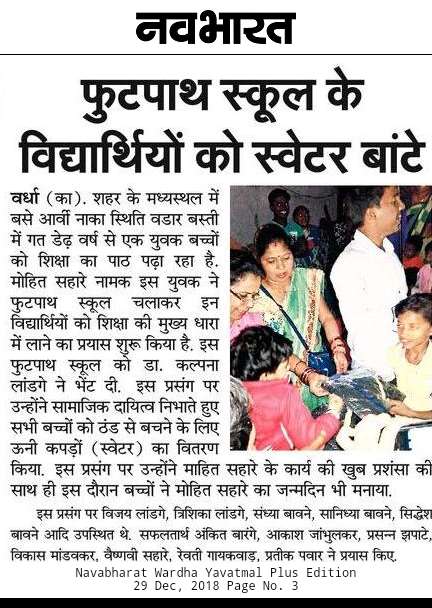 नवभारत
फुटपाथ स्कूल के
विद्यार्थियों को स्वेटर बांटे
वर्धा (का). शहर के मध्यस्थल में
बसे आर्वी नाका स्थिति वडार बस्ती
में गत डेढ़ वर्ष से एक युवक बच्चों
को शिक्षा का पाठ पढ़ा रहा है.
मोहित सहारे नामक इस युवक ने
फुटपाथ स्कूल चलाकर इन
विद्यार्थियों को शिक्षा की मुख्य धारा
में लाने का प्रयास शुरू किया है. इस
फुटपाथ स्कूल को डा. कल्पना
लांडगे ने भेंट दी. इस प्रसंग पर
उन्होंने सामाजिक दायित्व निभाते हुए
सभी बच्चों को ठंड से बचने के लिए
ऊनी कपड़ों (स्वेटर) का वितरण
किया. इस प्रसंग पर उन्होंने माहित सहारे के कार्य की खुब प्रशंसा की
साथ ही इस दौरान बच्चों ने मोहित सहारे का जन्मदिन भी मनाया.
इस प्रसंग पर विजय लांडगे, त्रिशिका लांडगे, संध्या बावने, सानिध्या बावने, सिद्धेश
बावने आदि उपस्थित थे. सफलतार्थ अंकित बारंगे, आकाश जांभुलकर, प्रसन्न झपाटे,
विकास मांडवकर, वैष्णवी सहारे, रेवती गायकवाड़, प्रतीक पवार ने प्रयास किए.
Navabharat Wardha Yavatmal Plus Edition
29 Dec, 2018 Page No. 3